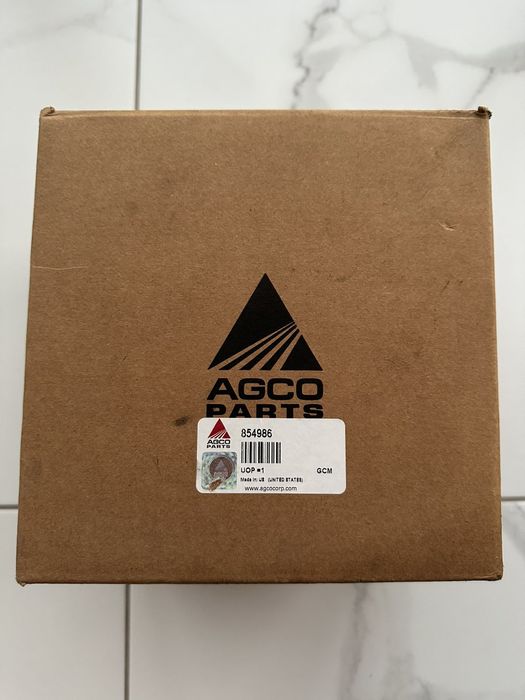 AGCO
PARTS
AGCO
PARTS
854986
UOP #1 GCM
Made in: US (UNITED STATES)
www.agcocorp.com